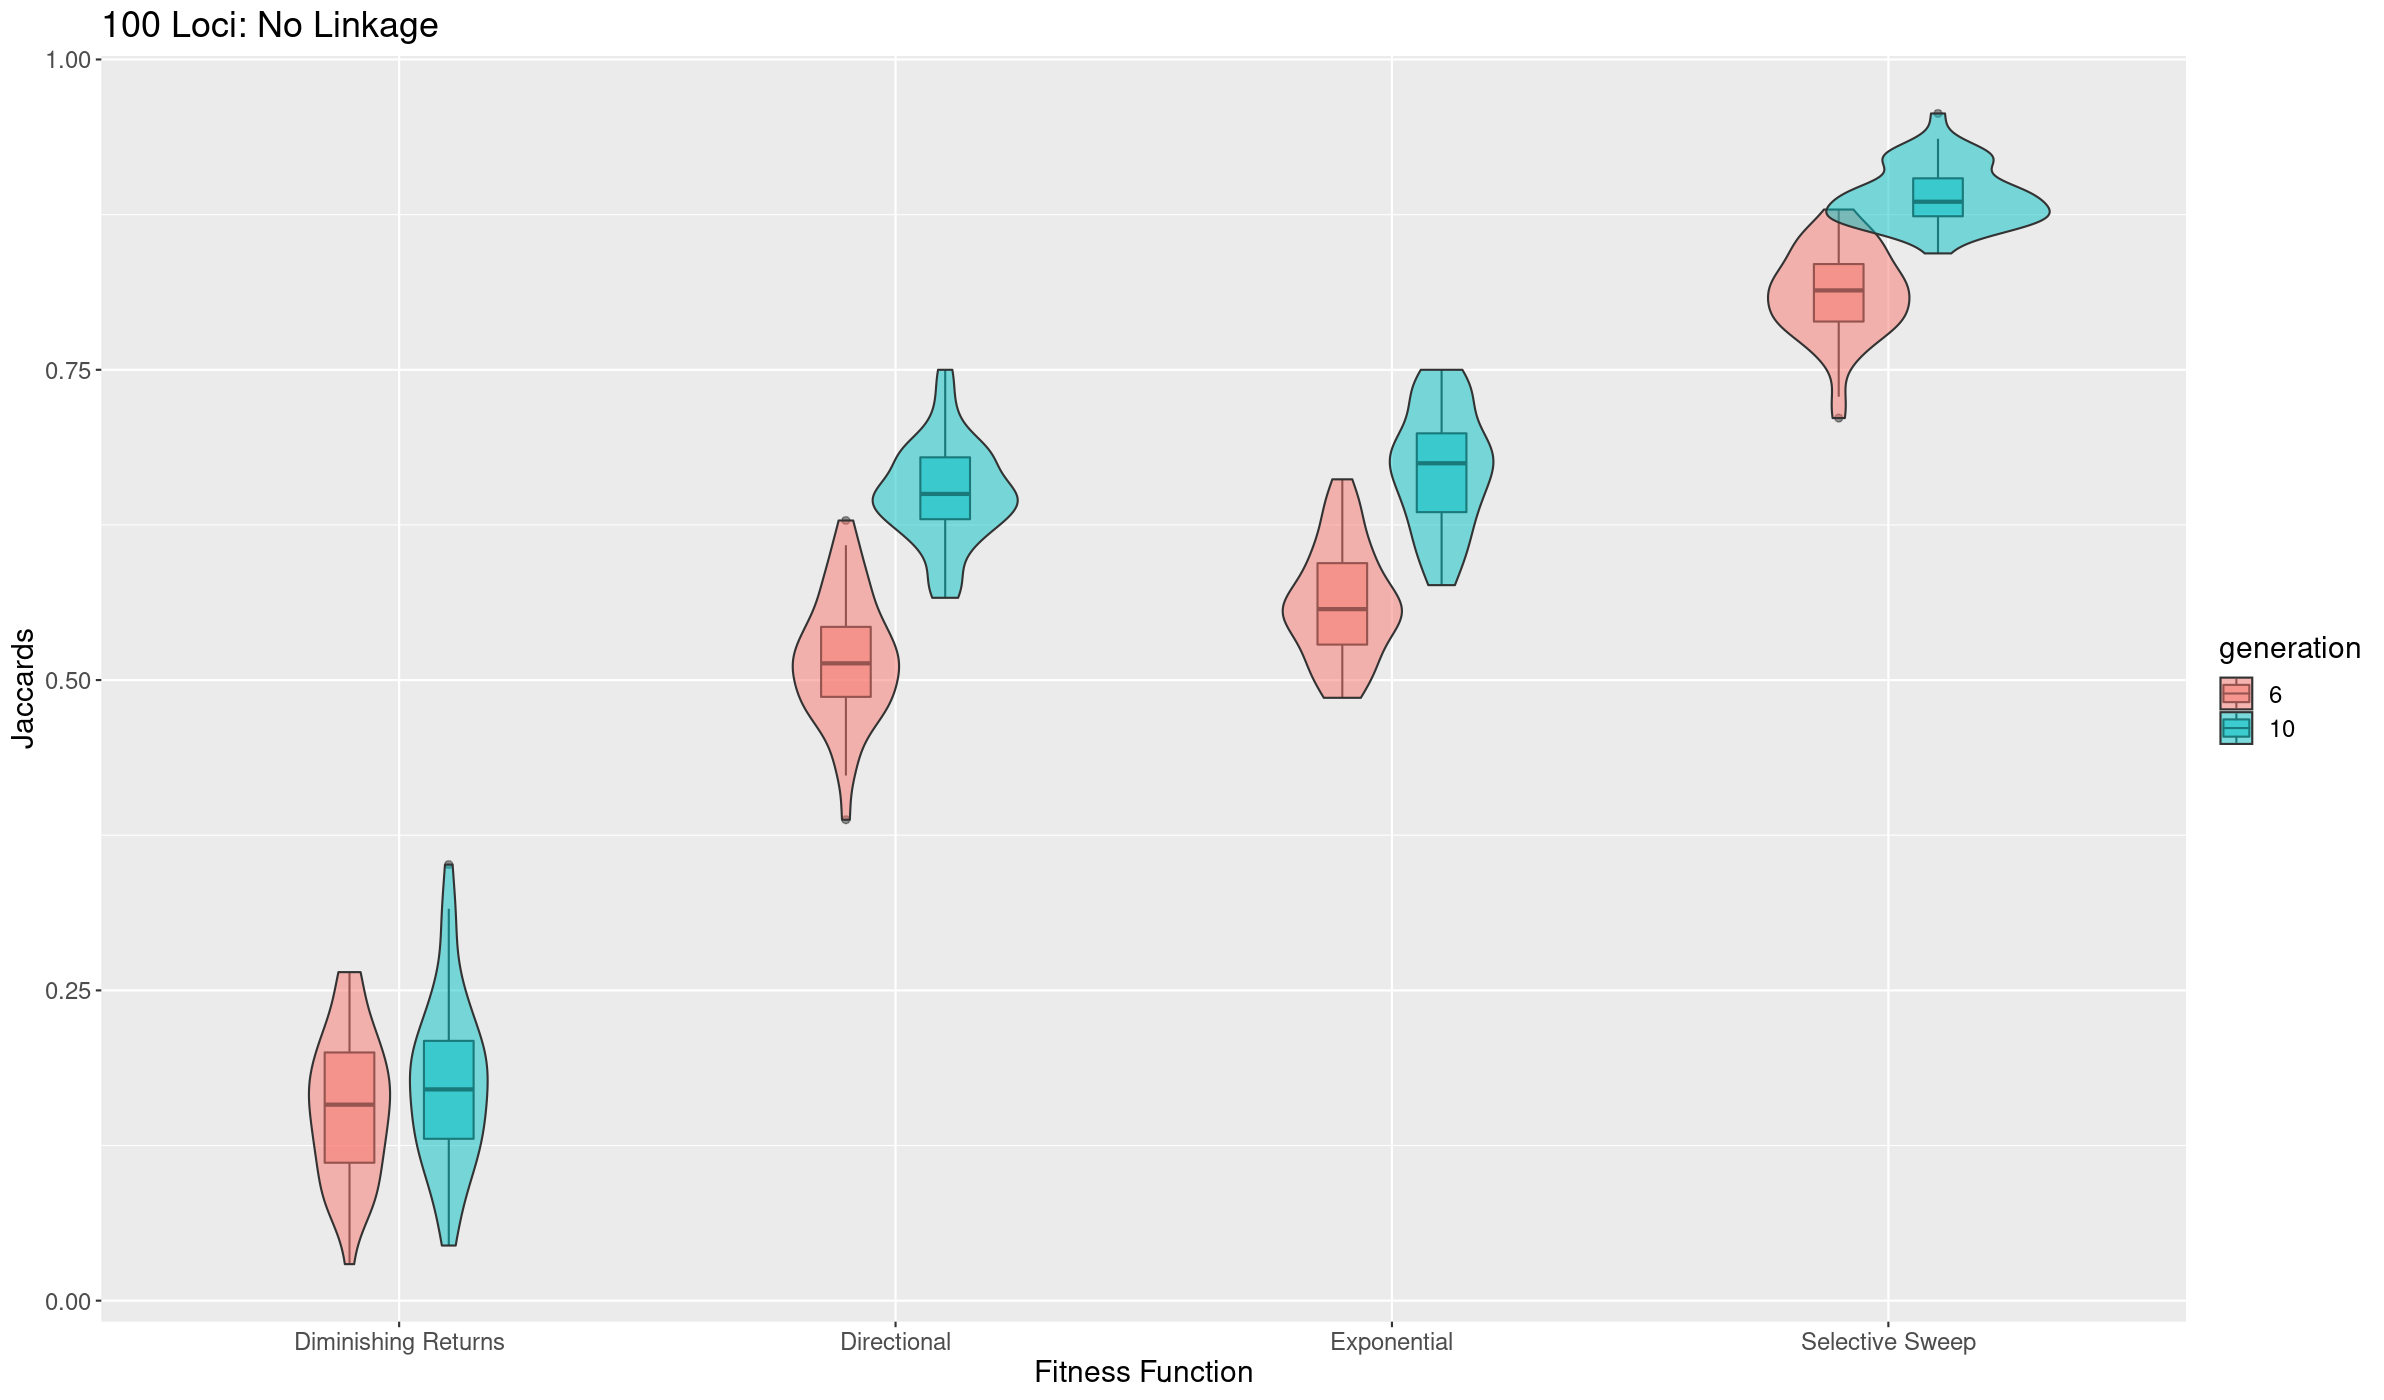 100 Loci: No Linkage
1.00
0.75
0.50
0.25
0.00
Jaccards
Diminishing Returns
Directional
Exponential
Selective Sweep
Fitness Function
generation
6
10